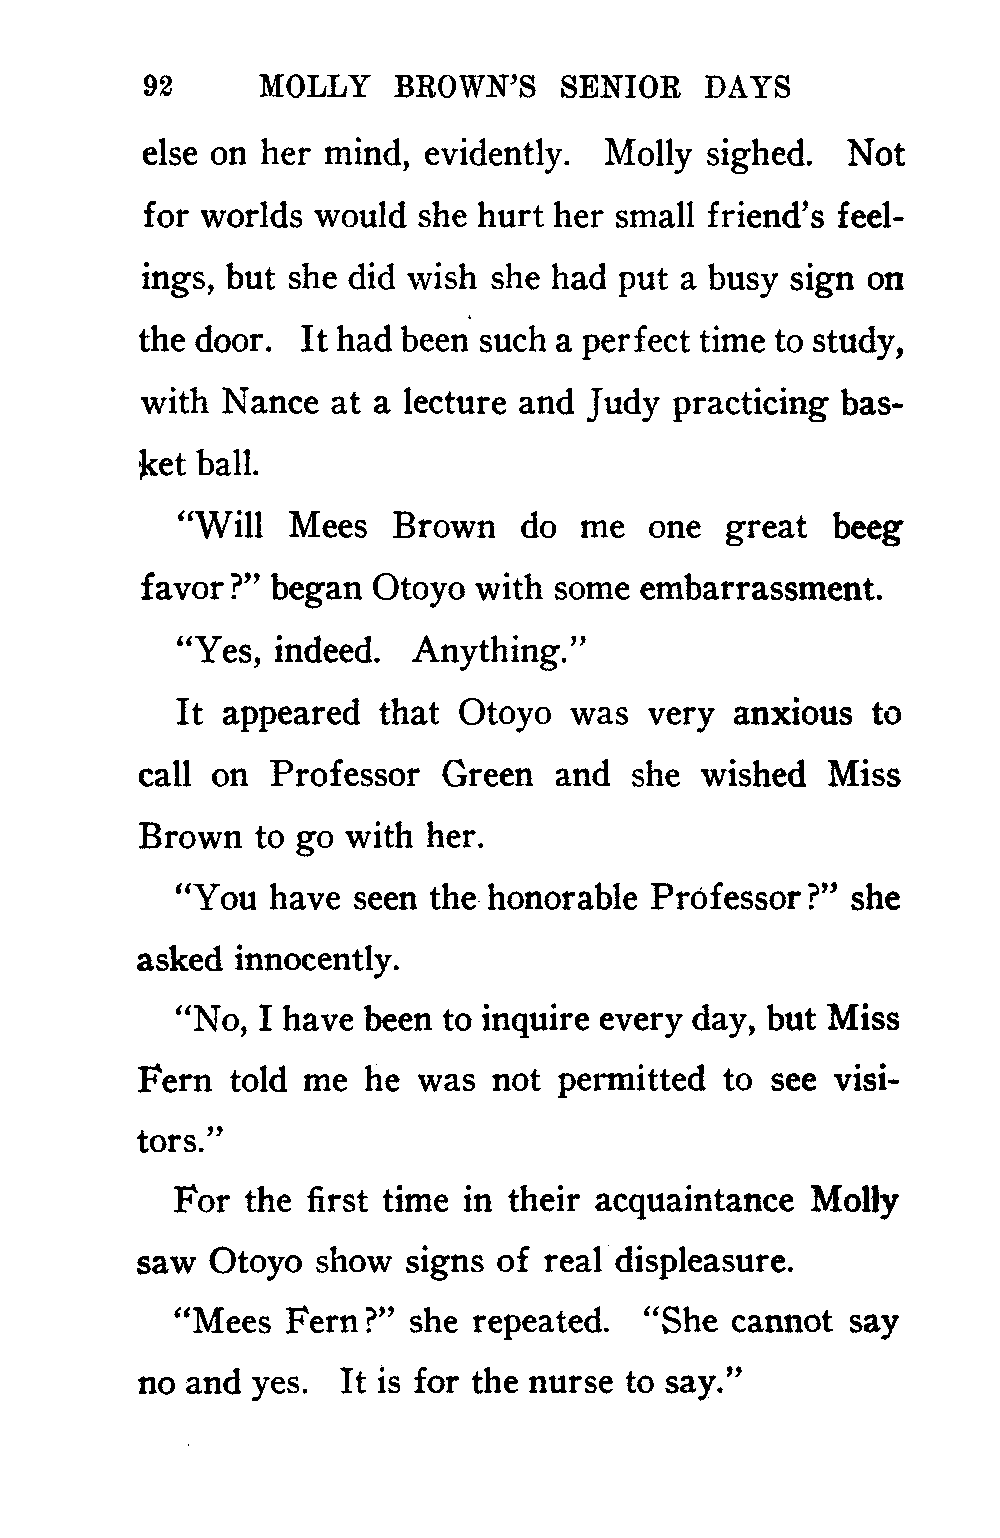 92 MOLLY BROWN'S SENIOR DAYS
else on her mind, evidently. Molly sighed. Not
for worlds would she hurt her small friend's feel-
ings, but she did wish she had put a busy sign on
the door. It had been such a perfect time to study,
with Nance at a lecture and Judy practicing bas-
ket ball.
“Will Mees Brown do me one great beeg
favor?” began Otoyo with some embarrassment.
“Yes, indeed. Anything.”
It appeared that Otoyo was very anxious to
call on Professor Green and she wished Miss
Brown to go with her.
“You have seen the honorable Professor?” she
asked innocently.
“No, I have been to inquire every day, but Miss
Fern told me he was not permitted to see visi-
tors.”
For the first time in their acquaintance Molly
saw Otoyo show signs of real displeasure.
“Mees Fern?” she repeated. “She cannot say
no and yes. It is for the nurse to say.”